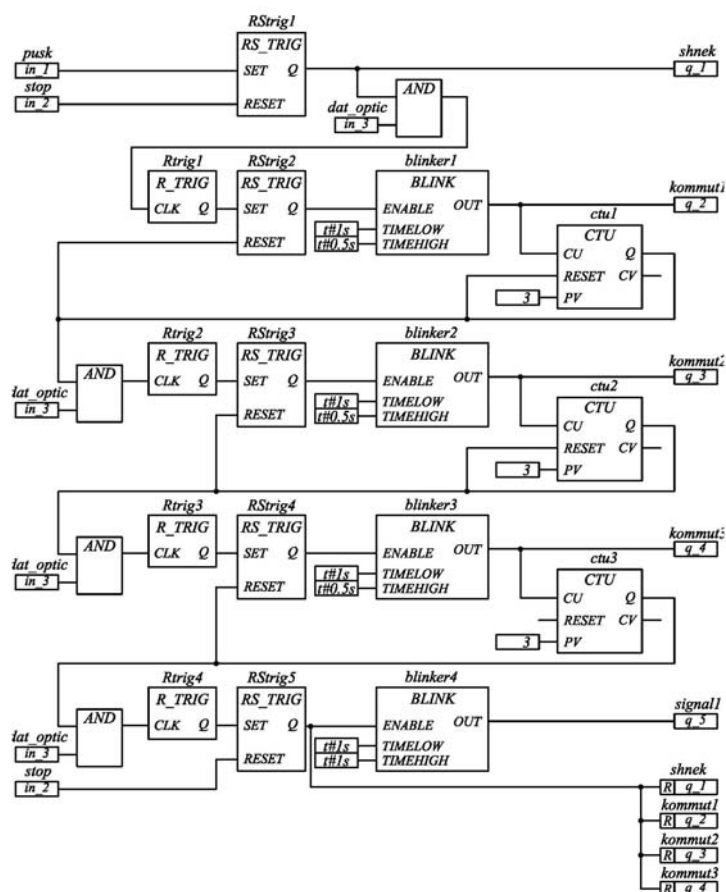 RStrig1
pusk RS_TRIG shnek
in_1 SET Q q_1
stop AND
in_2 RESET dat_optic
in_3
Rtrig1 RStrig2 blinker1
R_TRIG RS_TRIG BLINK kommut1
CLK Q SET Q ENABLE OUT q_2
t#1s TIMELOW ctu1
RESET t#0.5s TIMEHIGH CTU
CU Q
RESET CV
3 PV
Rtrig2 RStrig3 blinker2
AND R_TRIG RS_TRIG BLINK kommut2
CLK Q SET Q ENABLE OUT q_3
dat_optic t#1s TIMELOW ctu2
in_3 RESET t#0.5s TIMEHIGH CTU
CU Q
RESET CV
3 PV
Rtrig3 RStrig4 blinker3
AND R_TRIG RS_TRIG BLINK kommut3
CLK Q SET Q ENABLE OUT q_4
dat_optic t#1s TIMELOW ctu3
in_3 RESET t#0.5s TIMEHIGH CTU
CU Q
RESET CV
3 PV
Rtrig4 RStrig5 blinker4
AND R_TRIG RS_TRIG BLINK signal1
CLK Q SET Q ENABLE OUT q_5
dat_optic t#1s TIMELOW
in_3 RESET t#1s TIMEHIGH
stop shnek
in_2 R q_1
kommut1
R q_2
kommut2
R q_3
kommut3
R q_4